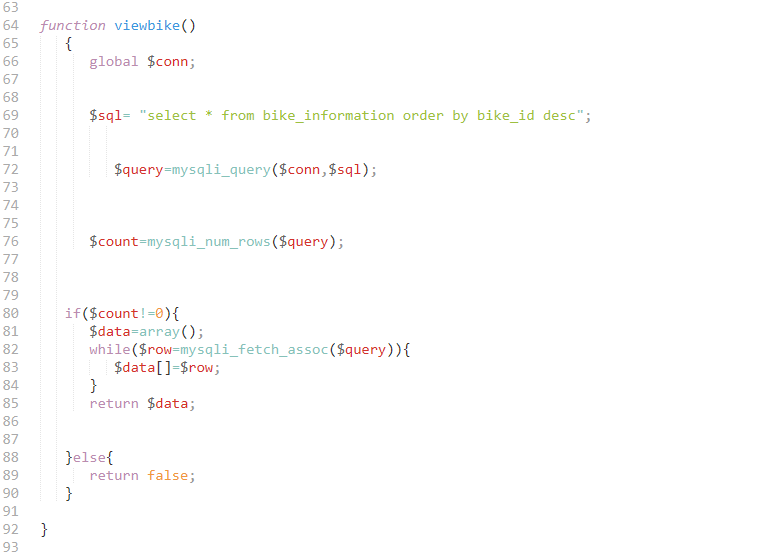 63
64 function viewbike()
65 {
66 global $conn;
67
68
69 $sql= "select * from bike_information order by bike_id desc";
70
71
72 $query=mysqli_query($conn,$sql);
73
74
75
76 $count=mysqli_num_rows($query);
77
78
79
80 if($count!=0){
81 $data=array();
82 while($row=mysqli_fetch_assoc($query)){
83 $data[]=$row;
84 }
85 return $data;
86
87
88 }else{
89 return false;
90 }
91
92 }
93